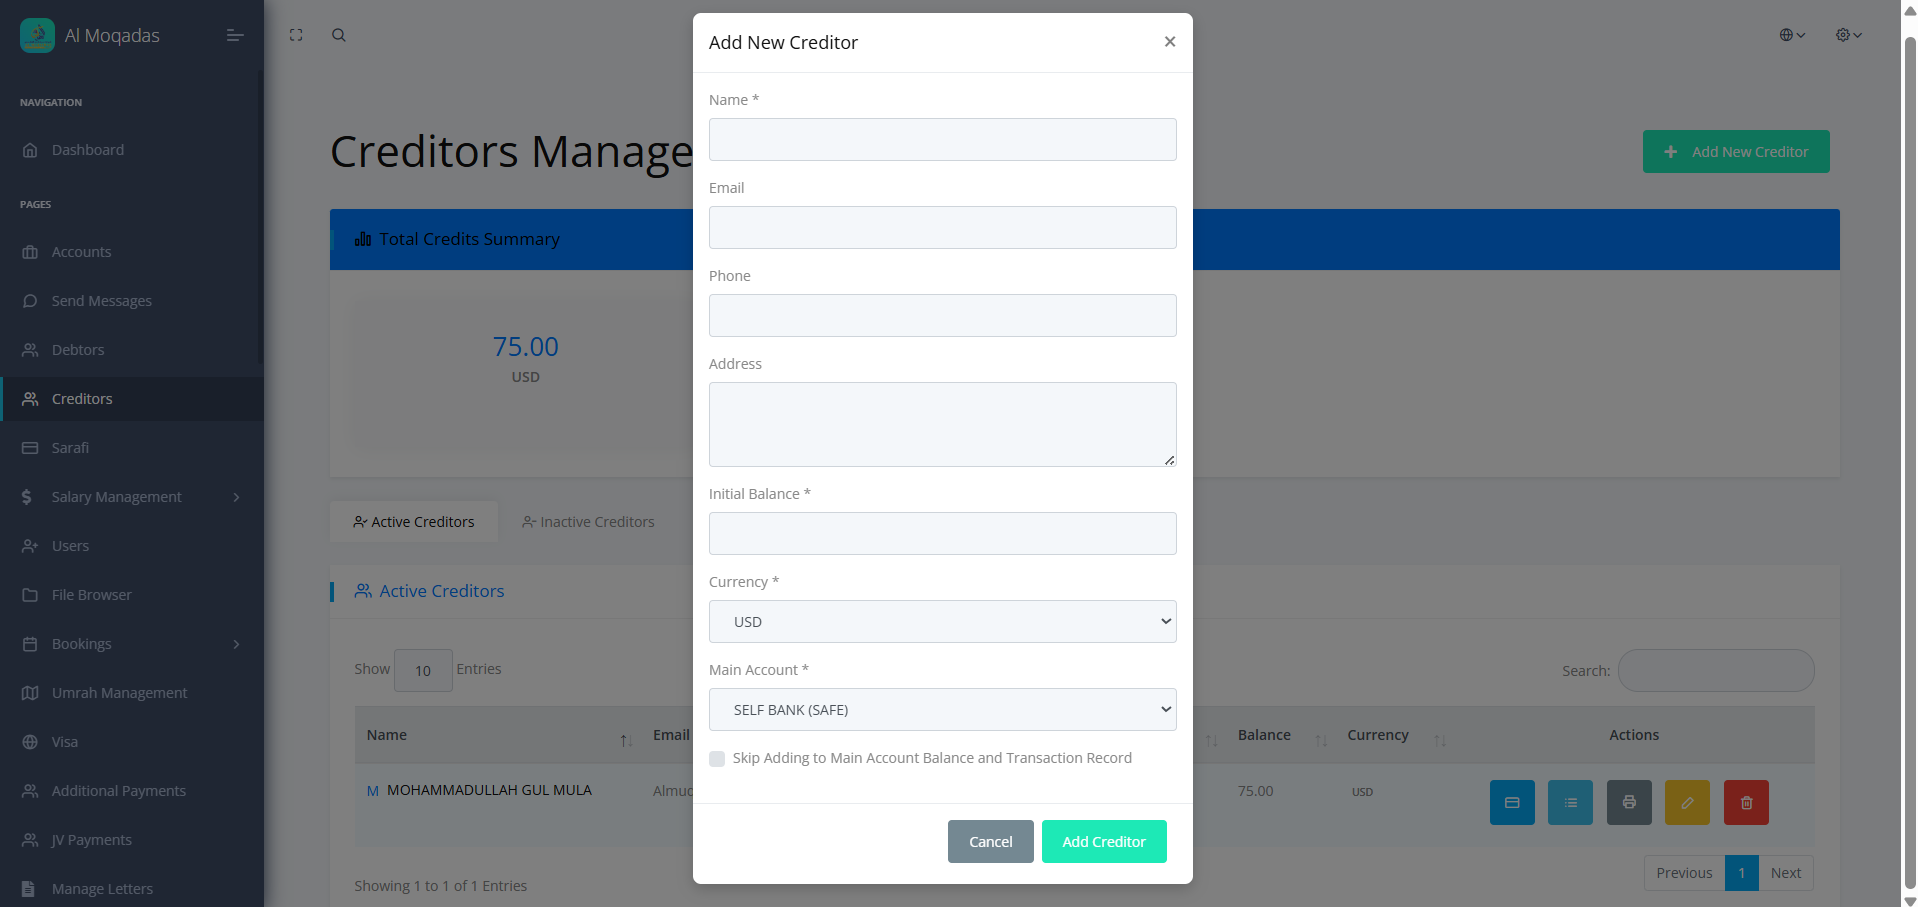 Al Moqadas
NAVIGATION
Dashboard
PAGES
Accounts
Send Messages
Debtors
Creditors
Sarafi
Salary Management
Users
File Browser
Bookings
Umrah Management
Visa
Additional Payments
JV Payments
Manage Letters
Creditors Manage
Add New Creditor
Total Credits Summary
75.00
USD
Active Creditors
Inactive Creditors
Active Creditors
Show 10 Entries
Search:
Name Email Balance Currency Actions
M MOHAMMADULLAH GUL MULA Almuq 75.00 USD
Showing 1 to 1 of 1 Entries
Previous 1 Next
Add New Creditor ×
Name *
Email
Phone
Address
Initial Balance *
Currency *
USD
Main Account *
SELF BANK (SAFE)
Skip Adding to Main Account Balance and Transaction Record
Cancel
Add Creditor